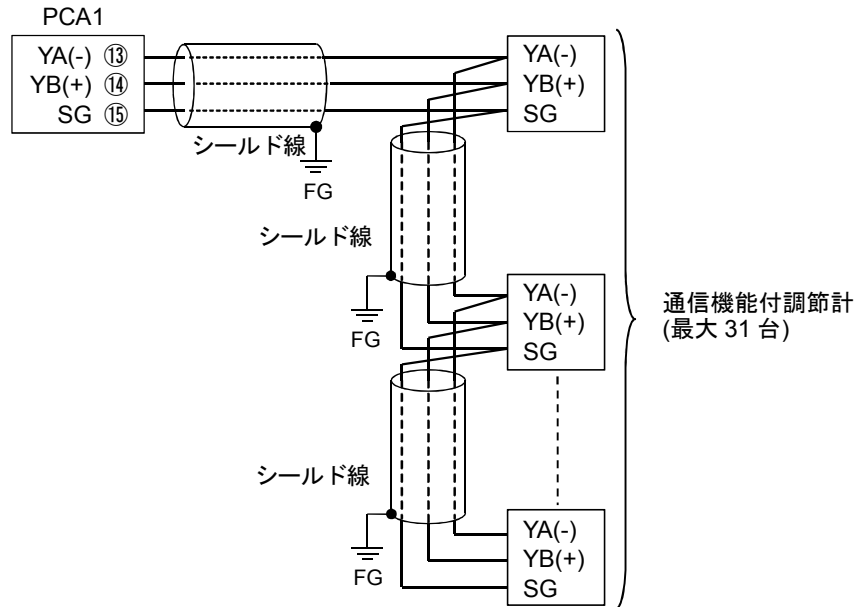 PCA1
YA(-) ⑬
YB(+) ⑭
SG ⑮
シールド線
FG
YA(-)
YB(+)
SG
シールド線
FG
YA(-)
YB(+)
SG
通信機能付調節計
(最大 31 台)
シールド線
FG
YA(-)
YB(+)
SG